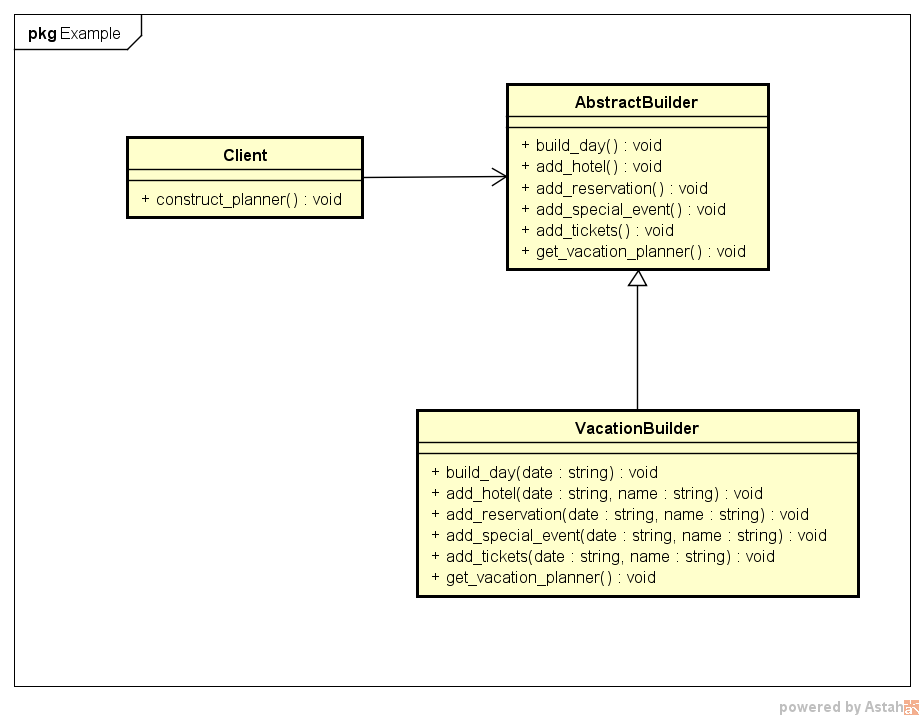 pkg Example
AbstractBuilder
+ build_day() : void
+ add_hotel() : void
+ add_reservation() : void
+ add_special_event() : void
+ add_tickets() : void
+ get_vacation_planner() : void
Client
+ construct_planner() : void
VacationBuilder
+ build_day(date : string) : void
+ add_hotel(date : string, name : string) : void
+ add_reservation(date : string, name : string) : void
+ add_special_event(date : string, name : string) : void
+ add_tickets(date : string, name : string) : void
+ get_vacation_planner() : void
powered by Astah